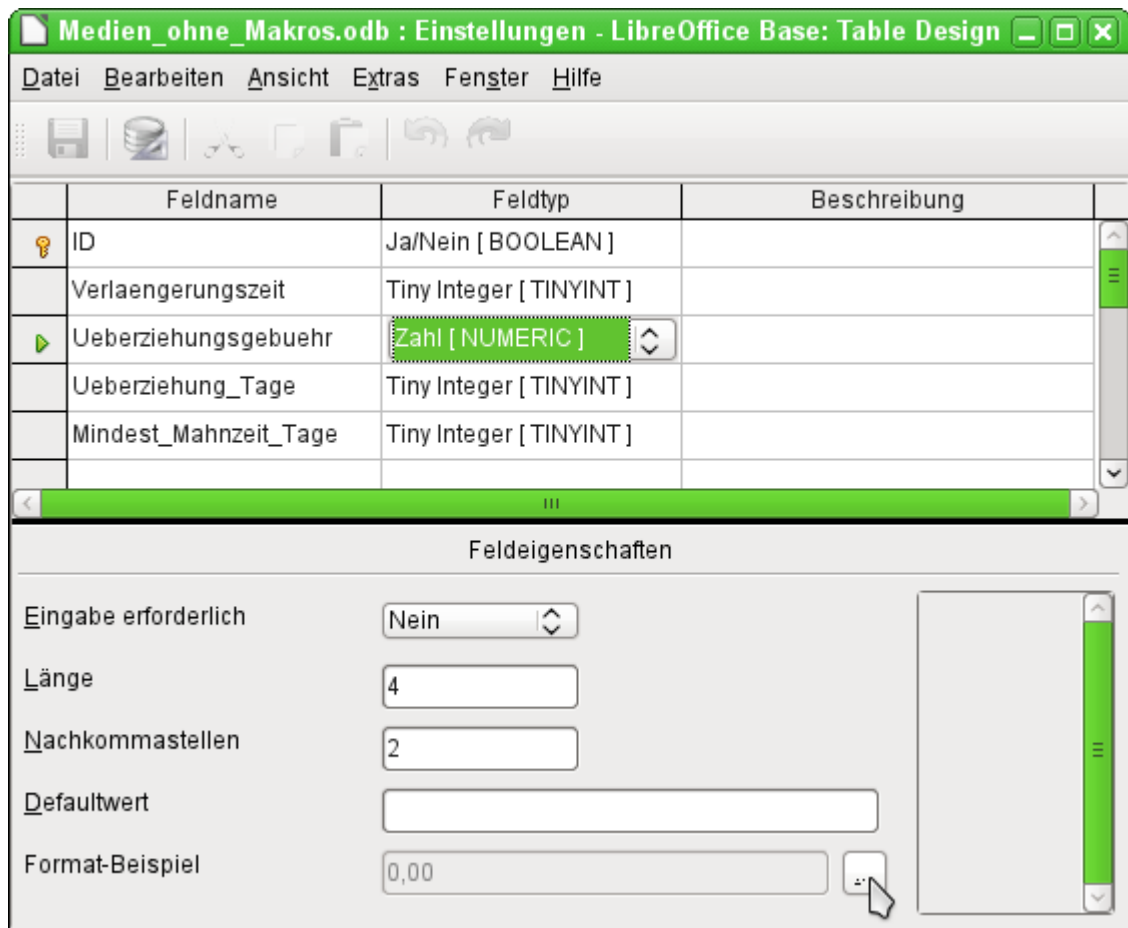 Medien_ohne_Makros.odb : Einstellungen - LibreOffice Base: Table Design
Datei Bearbeiten Ansicht Extras Fenster Hilfe
Feldname Feldtyp Beschreibung
ID Ja/Nein [ BOOLEAN ]
Verlaengerungszeit Tiny Integer [ TINYINT ]
Ueberziehungsgebuehr Zahl [ NUMERIC ]
Ueberziehung_Tage Tiny Integer [ TINYINT ]
Mindest_Mahnzeit_Tage Tiny Integer [ TINYINT ]
Feldeigenschaften
Eingabe erforderlich Nein
Länge 4
Nachkommastellen 2
Defaultwert
Format-Beispiel 0,00 ...